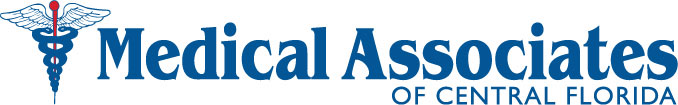 Medical Associates
OF CENTRAL FLORIDA